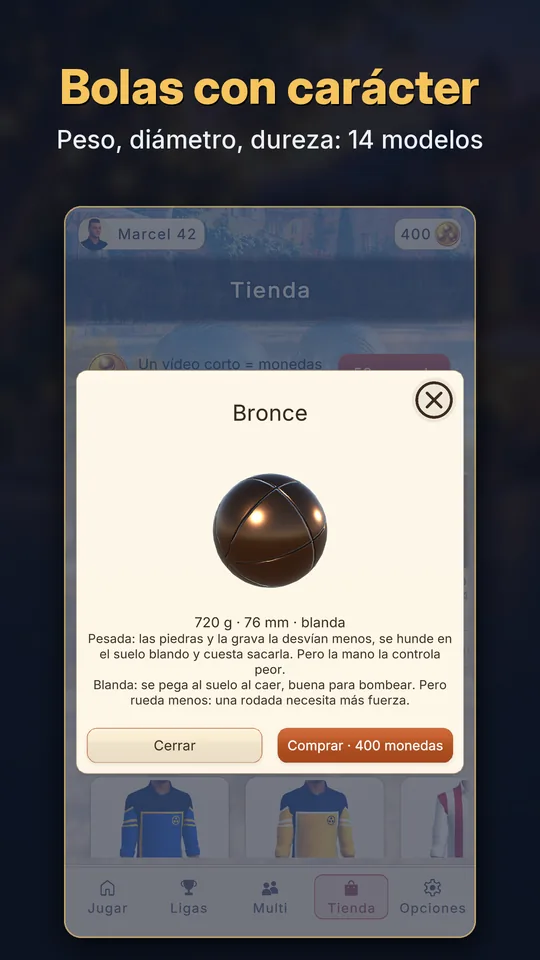 Bolas con carácter
Peso, diámetro, dureza: 14 modelos
Marcel 42
400
Tienda
Un vídeo corto = monedas
Bronce
720 g · 76 mm · blanda
Pesada: las piedras y la grava la desvían menos, se hunde en
el suelo blando y cuesta sacarla. Pero la mano la controla
peor.
Blanda: se pega al suelo al caer, buena para bombear. Pero
rueda menos: una rodada necesita más fuerza.
Cerrar
Comprar · 400 monedas
Jugar
Ligas
Multi
Tienda
Opciones